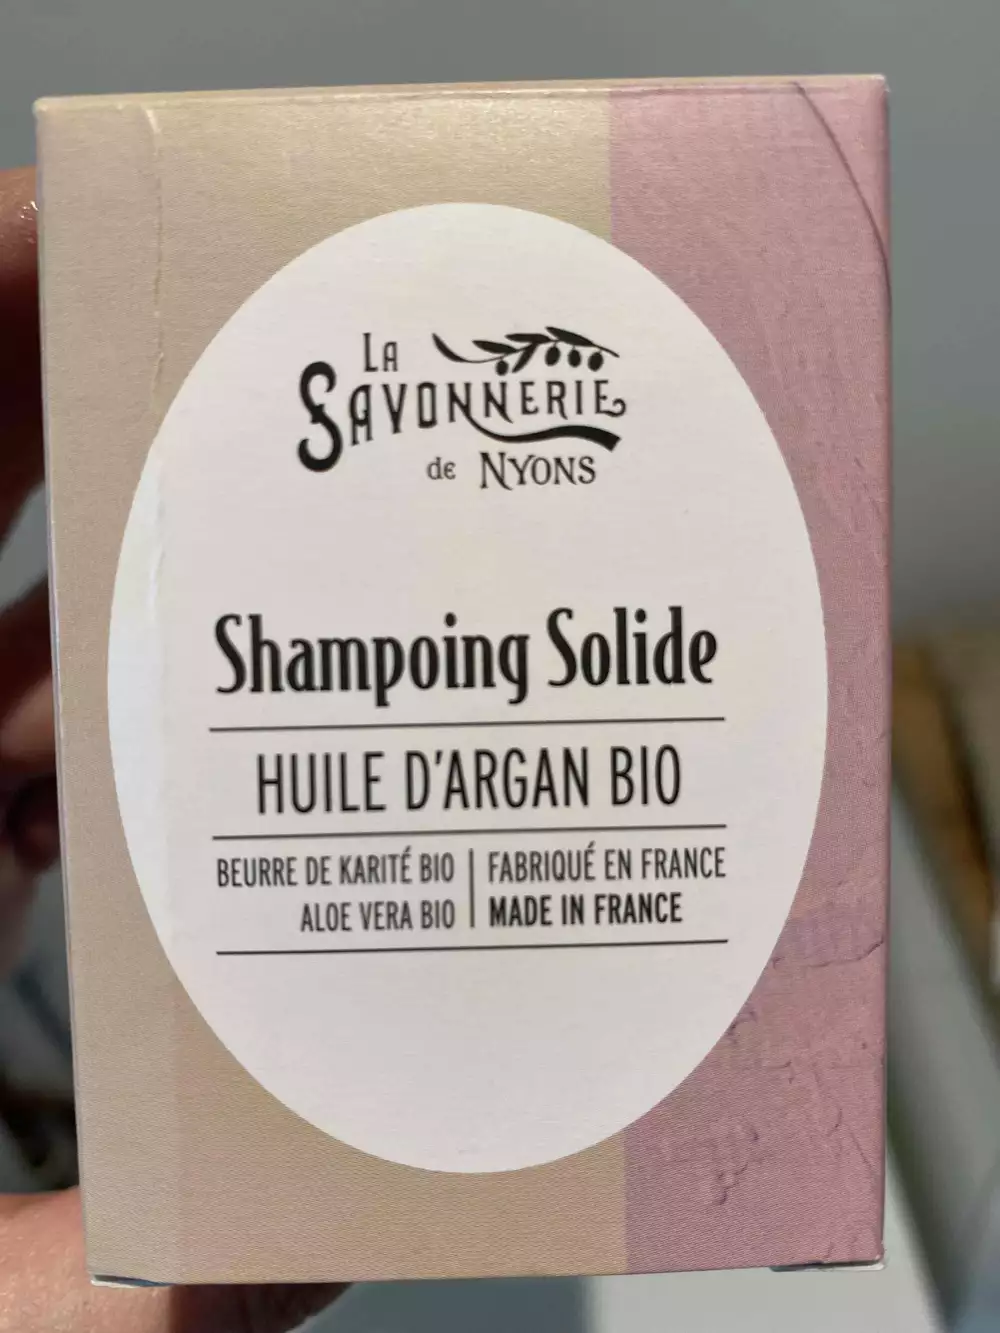 LA
SAVONNERIE
de NYONS
Shampoing Solide
HUILE D'ARGAN BIO
BEURRE DE KARITÉ BIO
ALOE VERA BIO
FABRIQUÉ EN FRANCE
MADE IN FRANCE